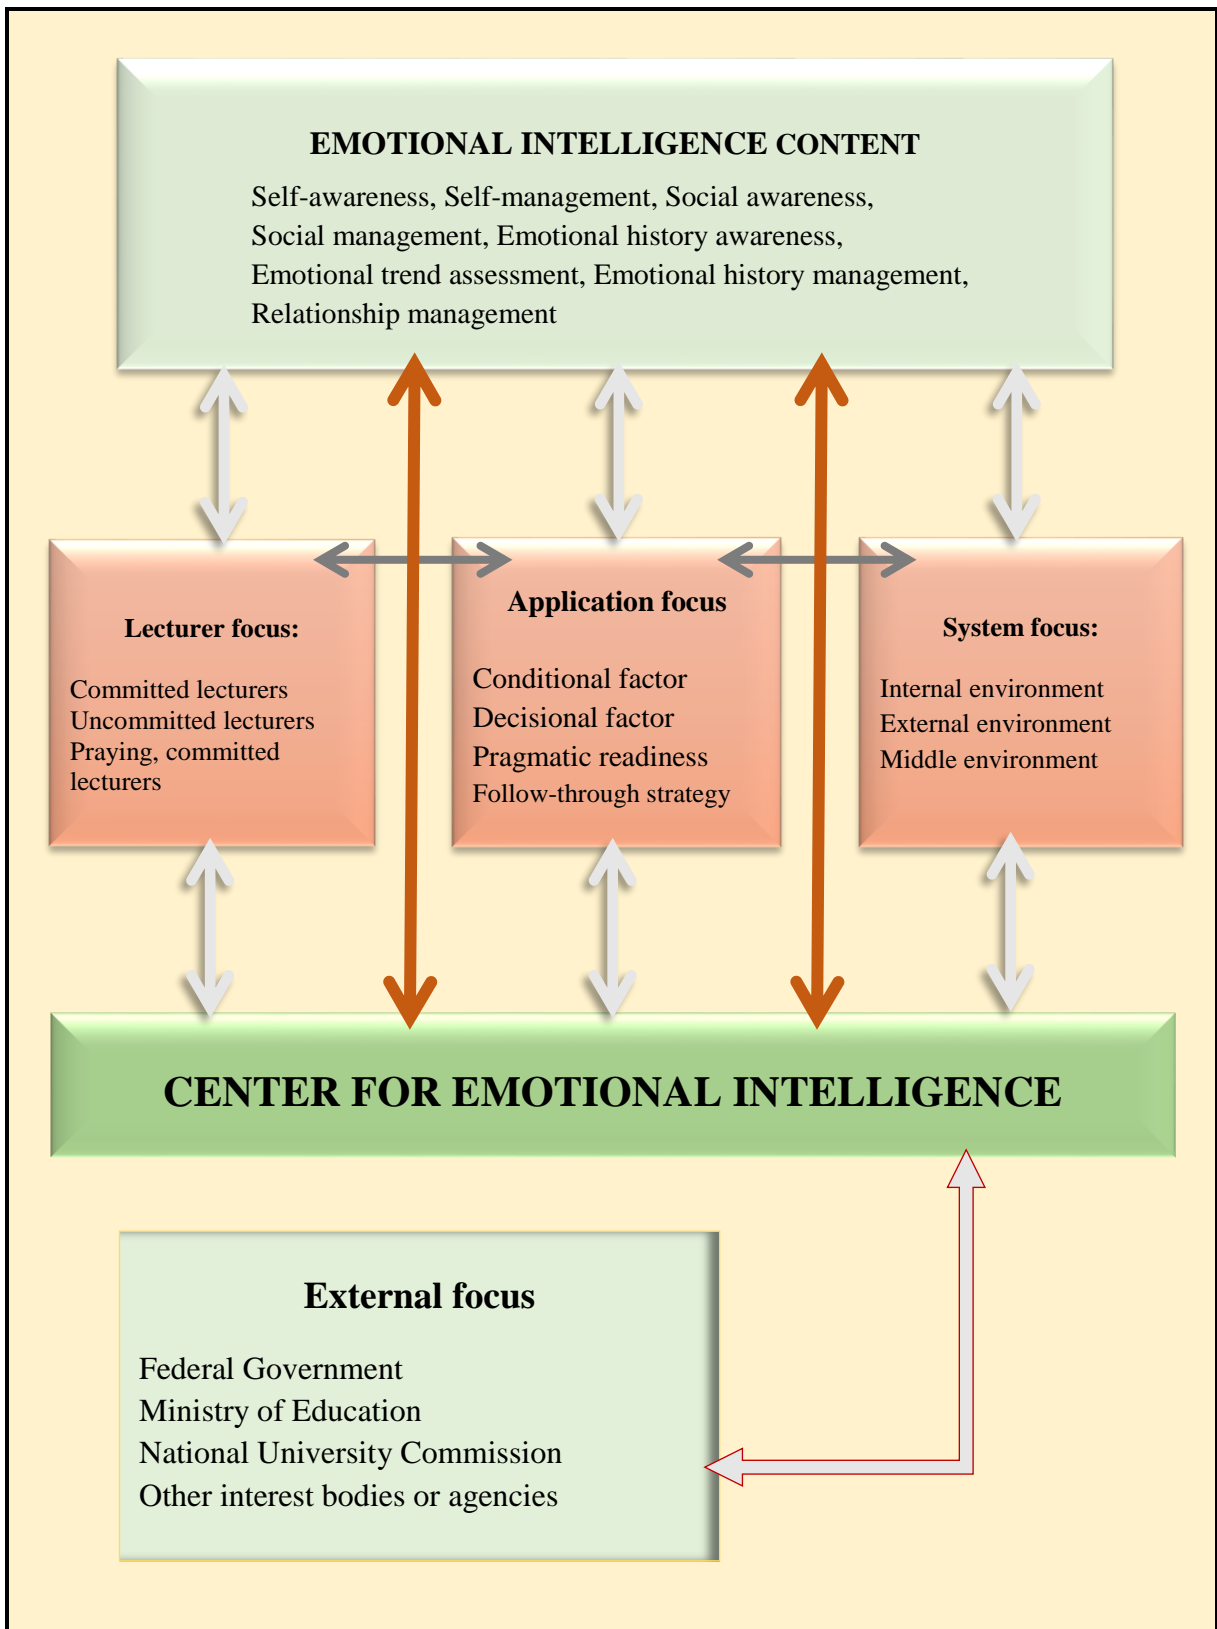 EMOTIONAL INTELLIGENCE CONTENT
Self-awareness, Self-management, Social awareness,
Social management, Emotional history awareness,
Emotional trend assessment, Emotional history management,
Relationship management
Lecturer focus:
Committed lecturers
Uncommitted lecturers
Praying, committed
lecturers
Application focus
Conditional factor
Decisional factor
Pragmatic readiness
Follow-through strategy
System focus:
Internal environment
External environment
Middle environment
CENTER FOR EMOTIONAL INTELLIGENCE
External focus
Federal Government
Ministry of Education
National University Commission
Other interest bodies or agencies